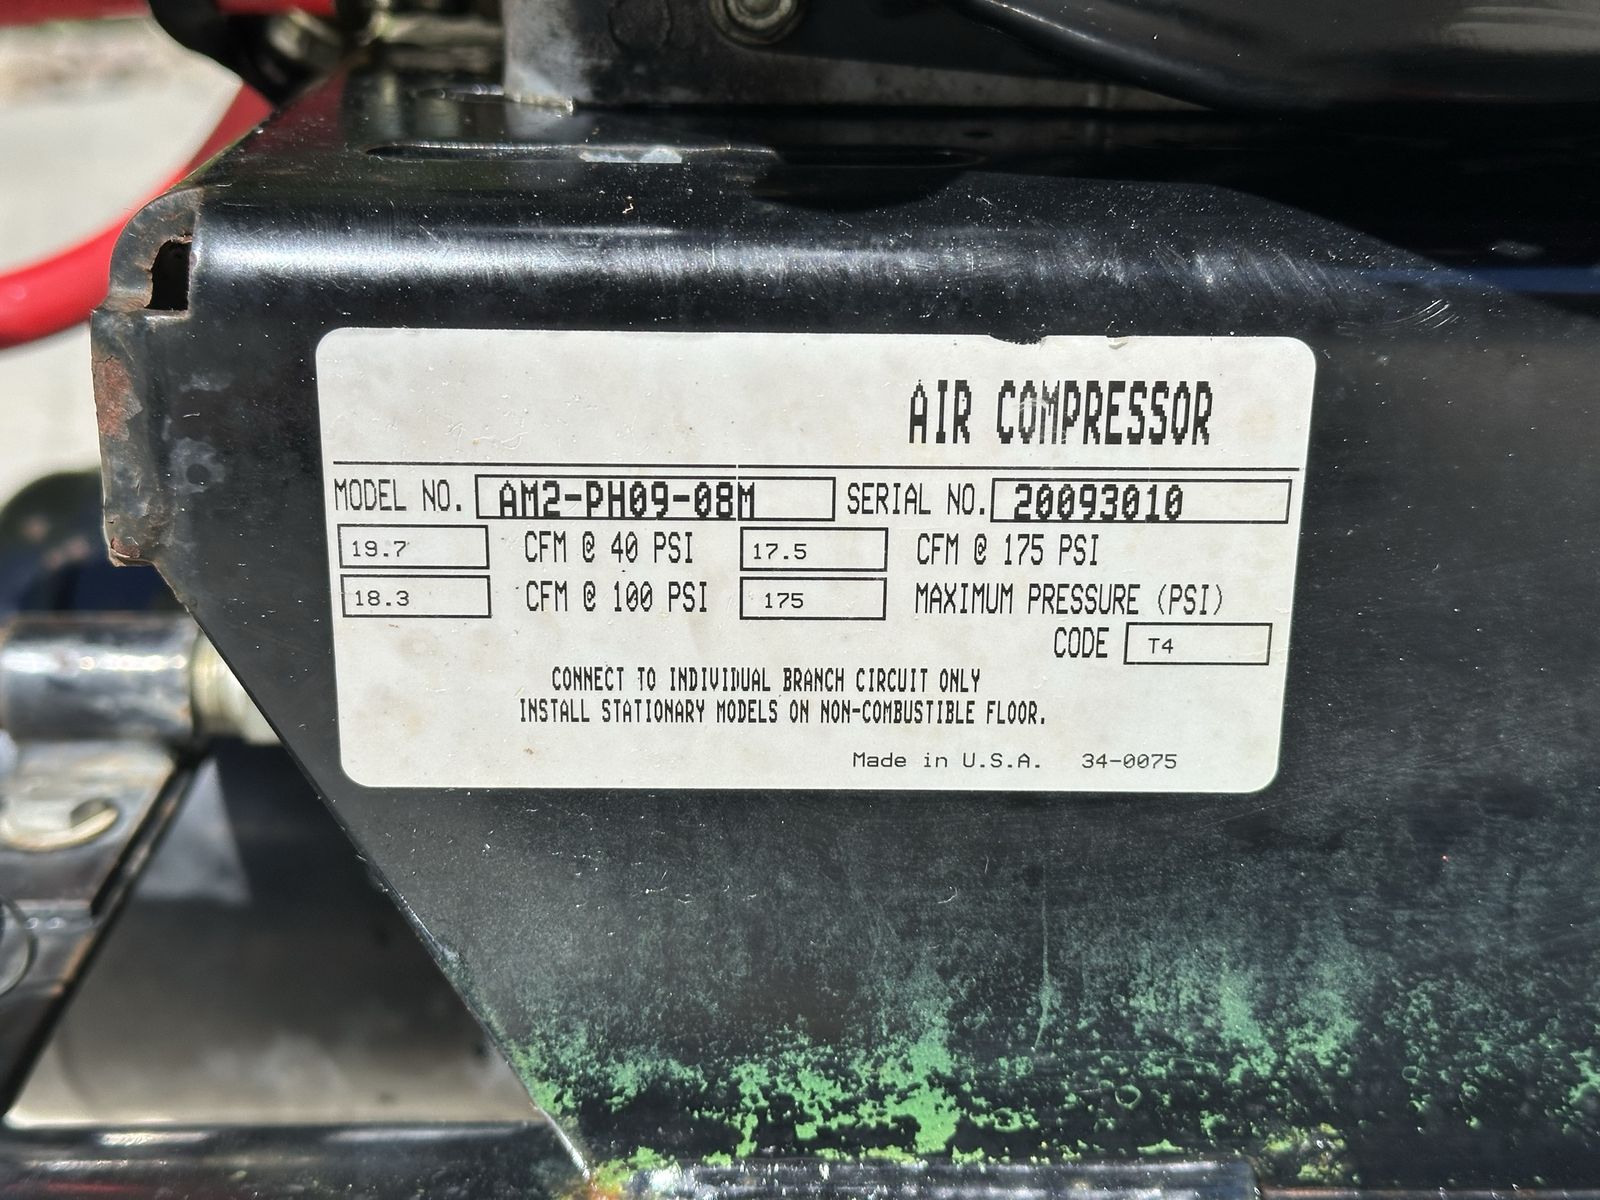 AIR COMPRESSOR
MODEL NO. AM2-PH09-08M SERIAL NO. 20093010
19.7 CFM @ 40 PSI 17.5 CFM @ 175 PSI
18.3 CFM @ 100 PSI 175 MAXIMUM PRESSURE (PSI)
CODE T4
CONNECT TO INDIVIDUAL BRANCH CIRCUIT ONLY
INSTALL STATIONARY MODELS ON NON-COMBUSTIBLE FLOOR.
Made in U.S.A. 34-0075